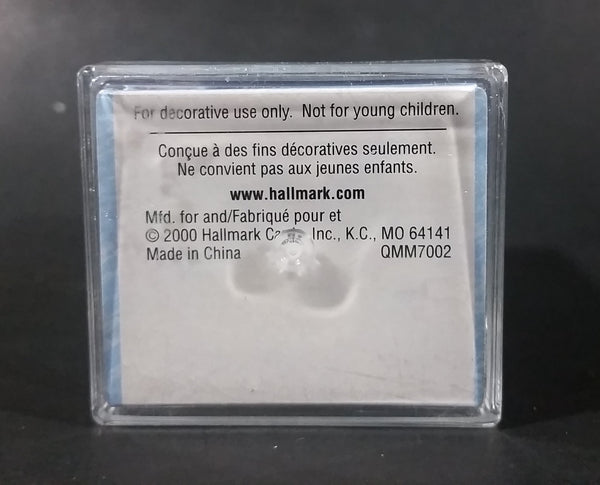 For decorative use only. Not for young children.
Conçue à des fins décoratives seulement.
Ne convient pas aux jeunes enfants.
www.hallmark.com
Mfd. for and/Fabriqué pour et
© 2000 Hallmark Inc., K.C., MO 64141
Made in China QMM7002